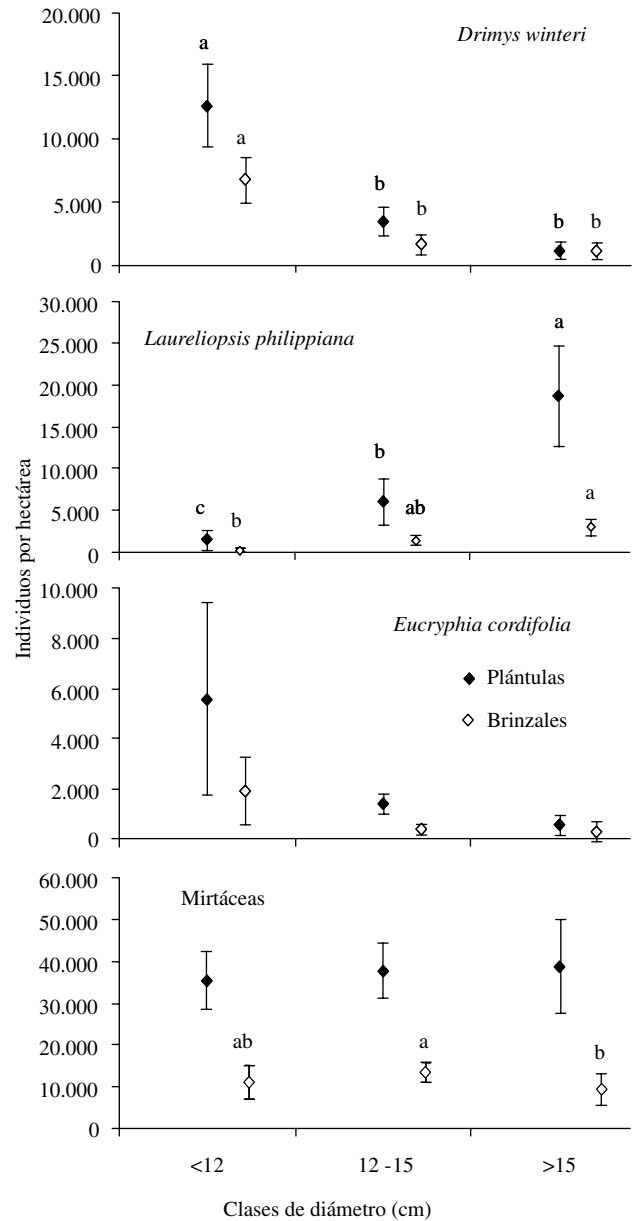 20.000
15.000
10.000
5.000
0
Drimys winteri
a
a
b
b
b
b
30.000
25.000
20.000
15.000
10.000
5.000
0
Laureliopsis philippiana
c
b
b
ab
a
a
Individuos por hectárea
10.000
8.000
6.000
4.000
2.000
0
Eucryphia cordifolia
Plántulas
Brinzales
60.000
50.000
40.000
30.000
20.000
10.000
0
Mirtáceas
ab
a
b
<12 12 -15 >15
Clases de diámetro (cm)